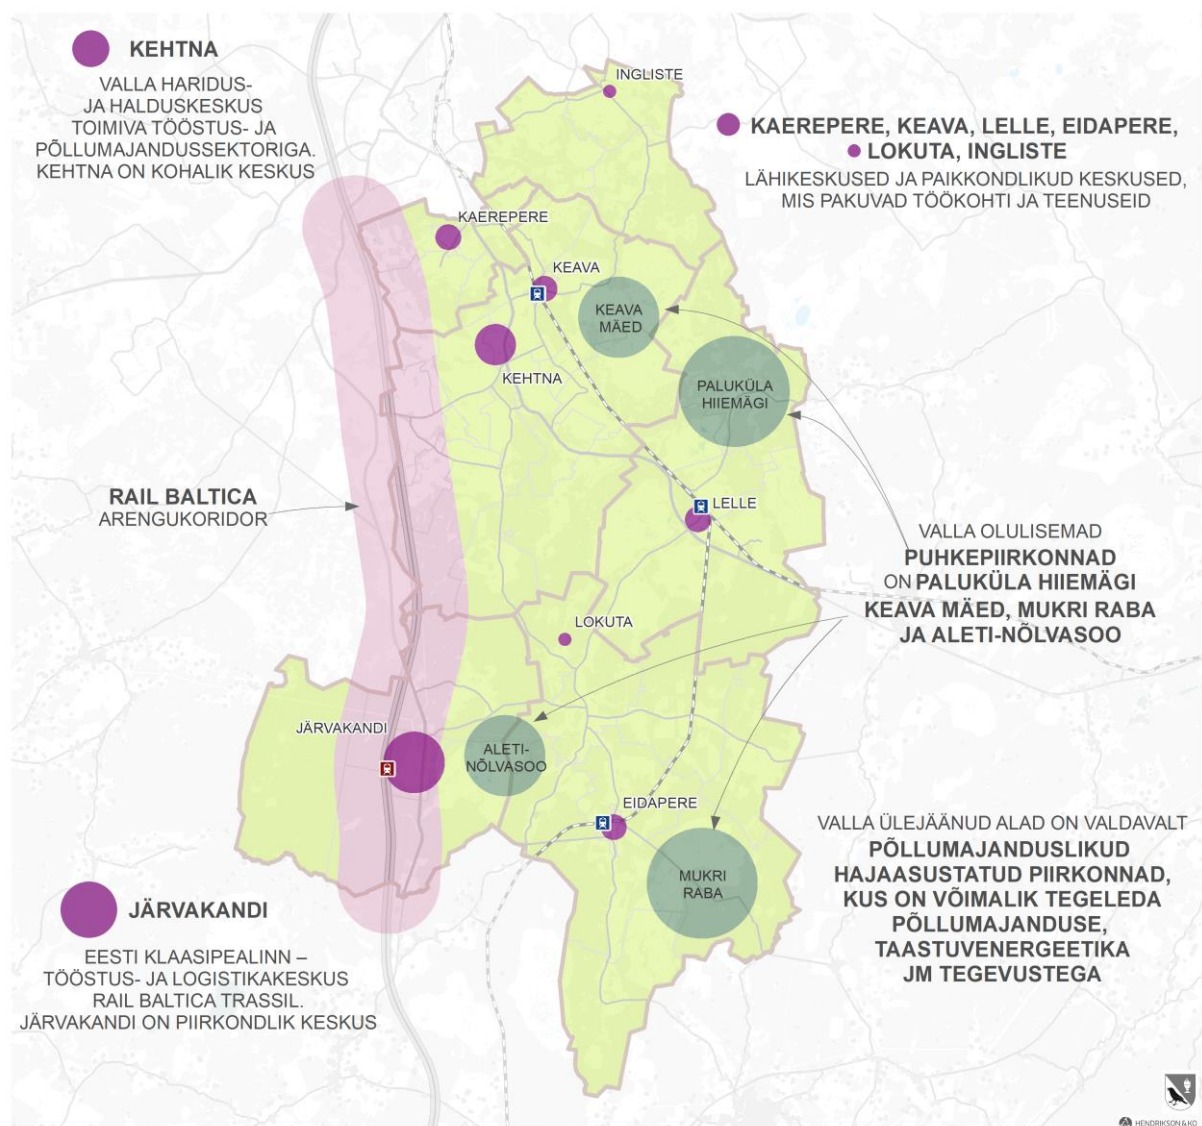 KEHTNA
VALLA HARIDUS-
JA HALDUSKESKUS
TOIMIVA TÖÖSTUS- JA
PÕLLUMAJANDUSSEKTORIGA.
KEHTNA ON KOHALIK KESKUS
INGLISTE
KAEREPERE, KEAVA, LELLE, EIDAPERE,
LOKUTA, INGLISTE
LÄHIKESKUSED JA PAIKKONDLIKUD KESKUSED,
MIS PAKUVAD TÖÖKOHTI JA TEENUSEID
KAEREPERE
KEAVA
KEAVA
MÄED
KEHTNA
PALUKÜLA
HIIEMÄGI
RAIL BALTICA
ARENGUKORIDOR
LELLE
VALLA OLULISEMAD
PUHKEPIIRKONNAD
ON PALUKÜLA HIIEMÄGI
KEAVA MÄED, MUKRI RABA
JA ALETI-NÕLVASOO
LOKUTA
JÄRVAKANDI
ALETI-
NÕLVASOO
EIDAPERE
MUKRI
RABA
VALLA ÜLEJÄÄNUD ALAD ON VALDAVALT
PÕLLUMAJANDUSLIKUD
HAJAASUSTATUD PIIRKONNAD,
KUS ON VÕIMALIK TEGELEDA
PÕLLUMAJANDUSE,
TAASTUVENERGEETIKA
JM TEGEVUSTEGA
JÄRVAKANDI
EESTI KLAASIPEALINN –
TÖÖSTUS- JA LOGISTIKAKESKUS
RAIL BALTICA TRASSIL.
JÄRVAKANDI ON PIIRKONDLIK KESKUS
HENDRIKSON & KO